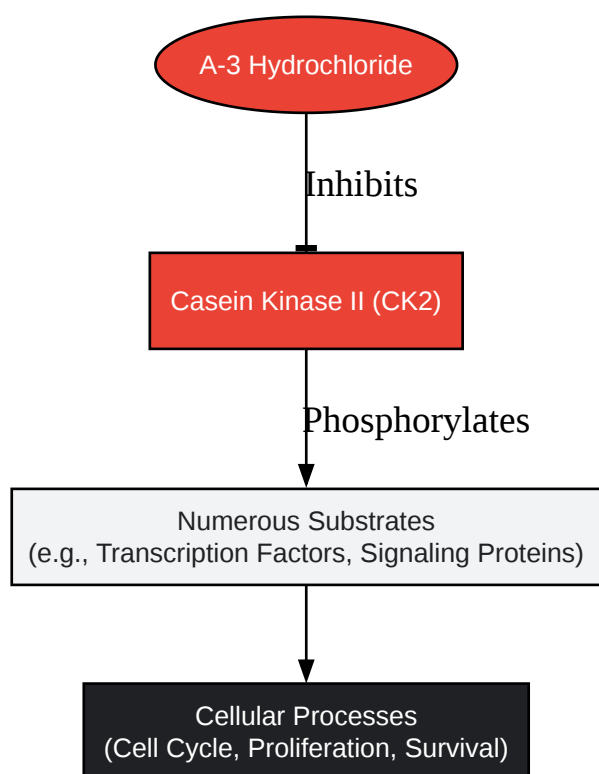 A-3 Hydrochloride
Inhibits
Casein Kinase II (CK2)
Phosphorylates
Numerous Substrates
(e.g., Transcription Factors, Signaling Proteins)
Cellular Processes
(Cell Cycle, Proliferation, Survival)